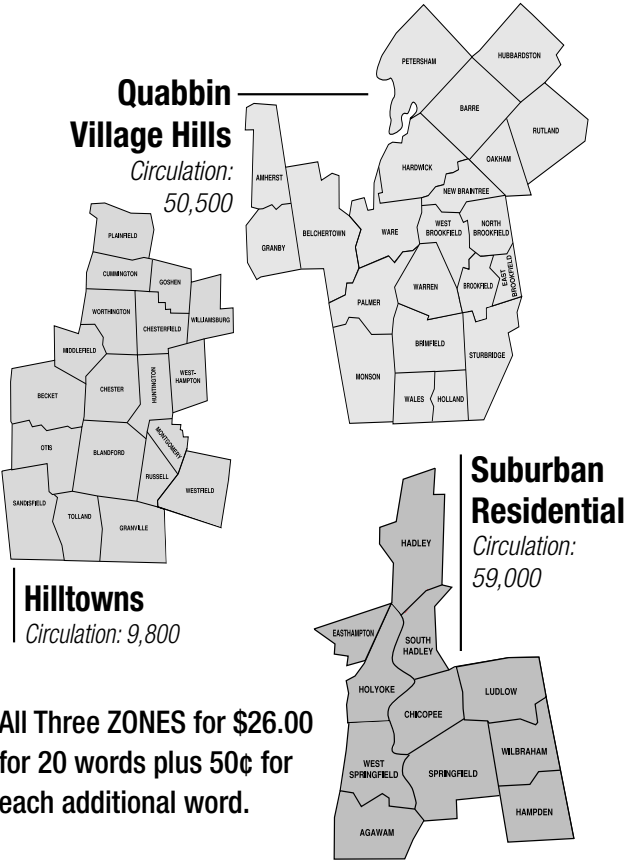 Quabbin
Village Hills
Circulation:
50,500
PETERSHAM
HUBBARDSTON
BARRE
RUTLAND
OAKHAM
HARDWICK
NEW BRAINTREE
AMHERST
GRANBY
BELCHERTOWN
WARE
WEST
BROOKFIELD
NORTH
BROOKFIELD
EAST
BROOKFIELD
BROOKFIELD
WARREN
PALMER
BRIMFIELD
STURBRIDGE
MONSON
WALES
HOLLAND
PLAINFIELD
CUMMINGTON
GOSHEN
WORTHINGTON
CHESTERFIELD
WILLIAMSBURG
MIDDLEFIELD
WEST-
HAMPTON
HUNTINGTON
CHESTER
BECKET
MONTGOMERY
OTIS
BLANDFORD
RUSSELL
WESTFIELD
SANDISFIELD
TOLLAND
GRANVILLE
Hilltowns
Circulation: 9,800
Suburban
Residential
Circulation:
59,000
HADLEY
EASTHAMPTON
SOUTH
HADLEY
HOLYOKE
LUDLOW
CHICOPEE
WILBRAHAM
WEST
SPRINGFIELD
SPRINGFIELD
HAMPDEN
AGAWAM
All Three ZONES for $26.00
for 20 words plus 50¢ for
each additional word.